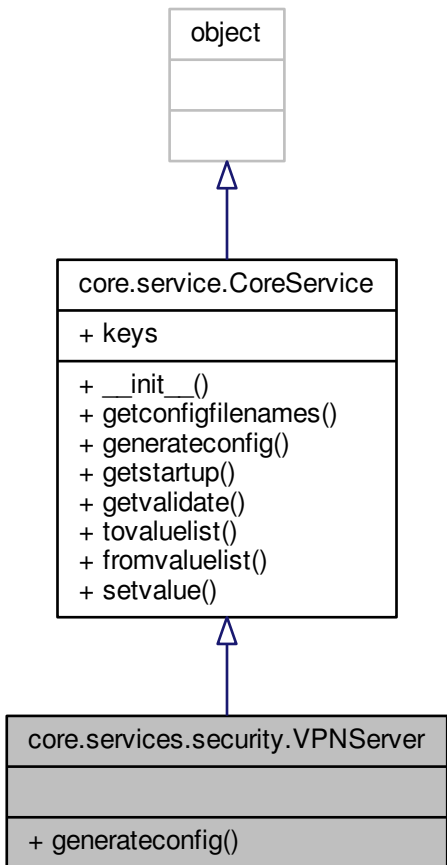 object
core.service.CoreService
+ keys
+ __init__()
+ getconfigfilenames()
+ generateconfig()
+ getstartup()
+ getvalidate()
+ tovaluelist()
+ fromvaluelist()
+ setvalue()
core.services.security.VPNServer
+ generateconfig()